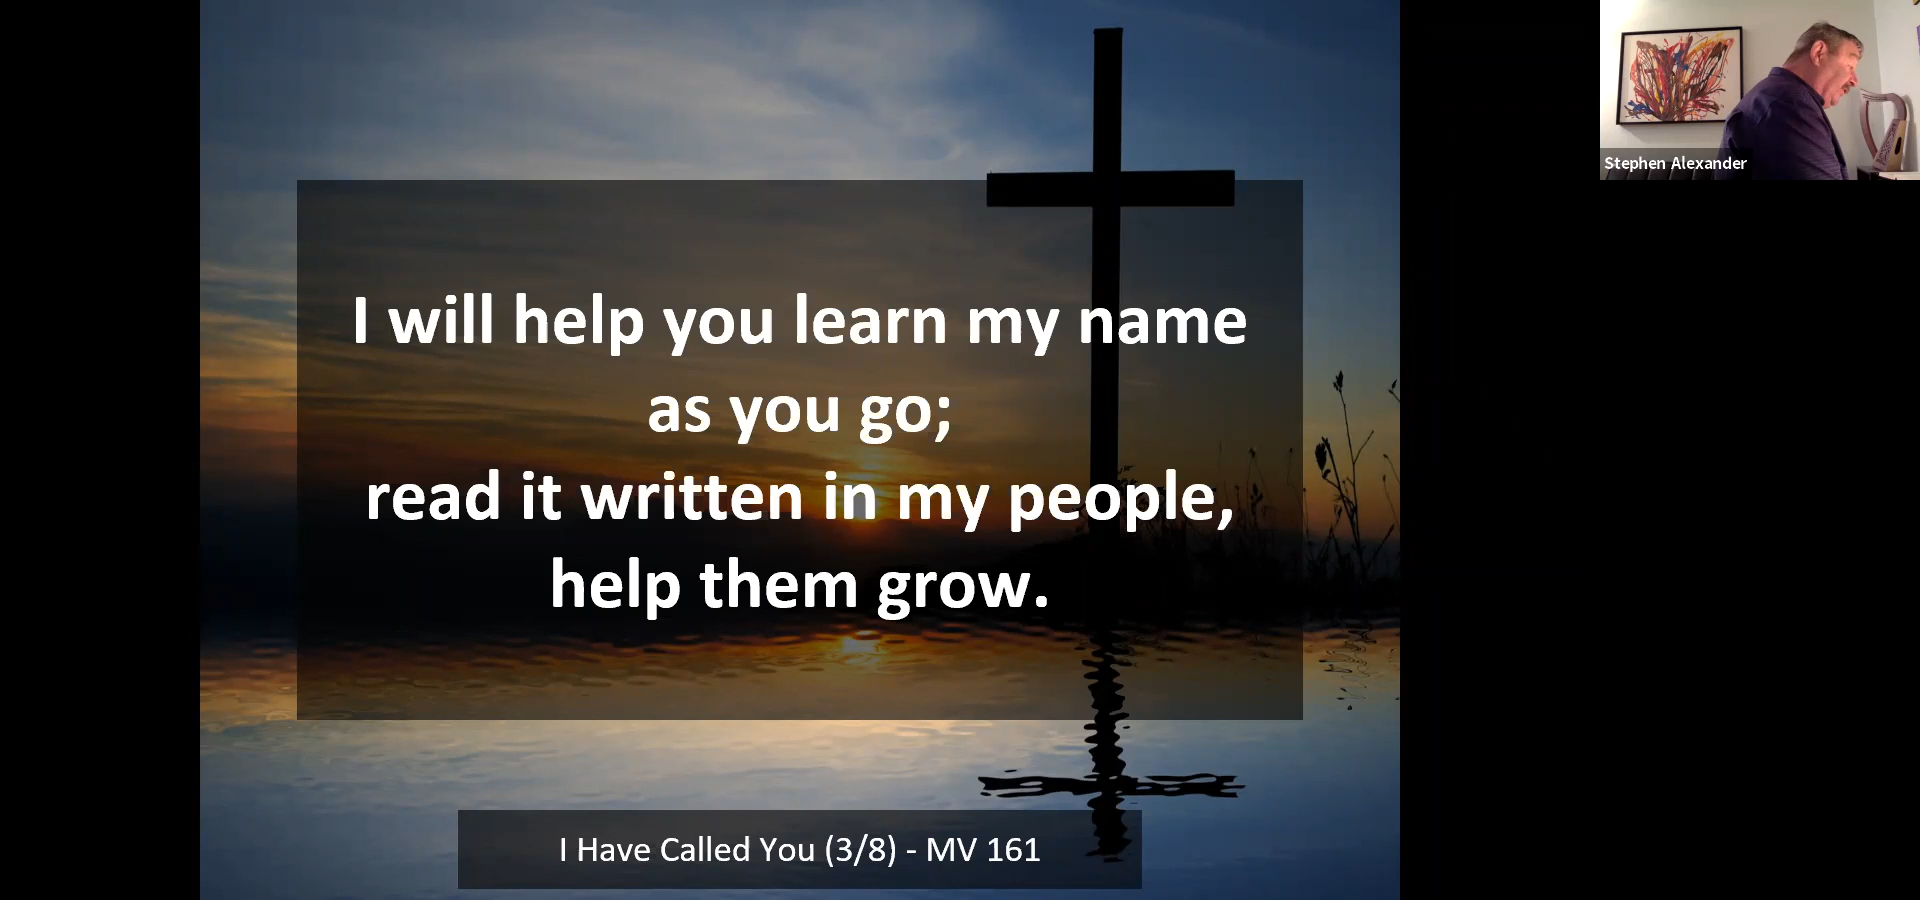 I will help you learn my name
as you go;
read it written in my people,
help them grow.
I Have Called You (3/8) - MV 161
Stephen Alexander